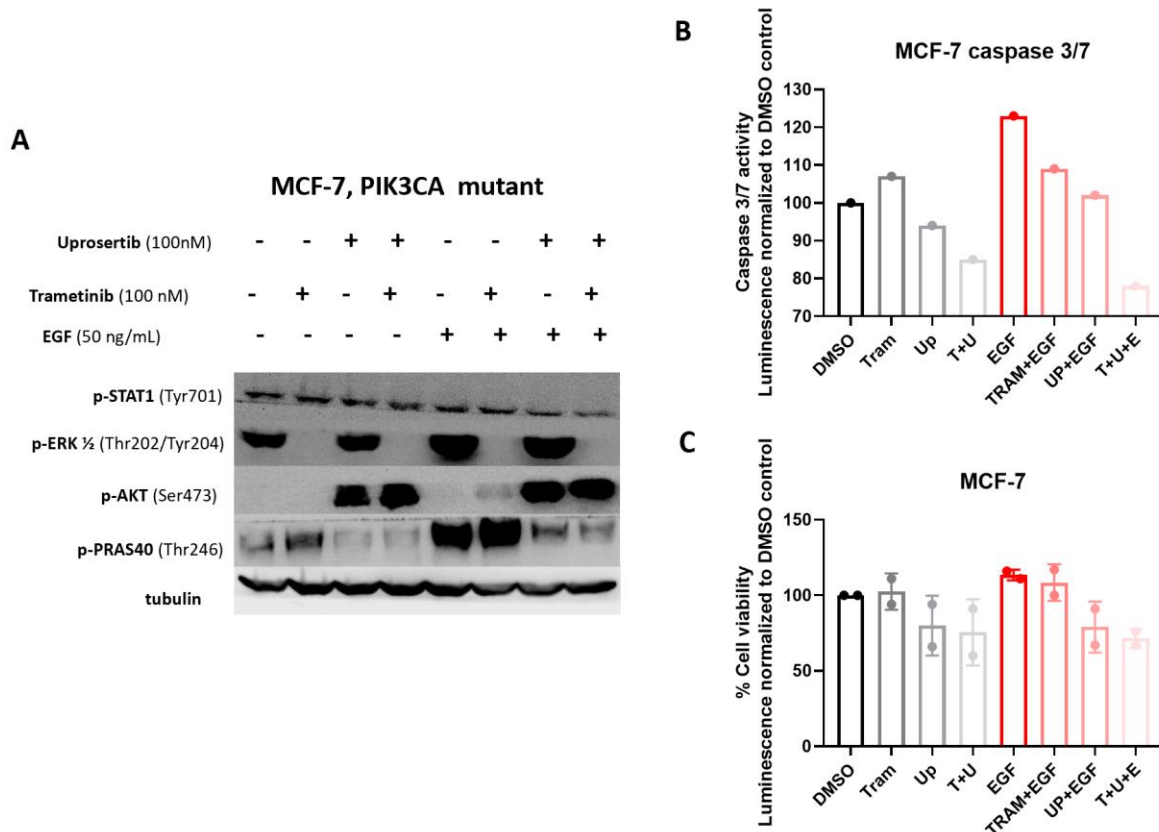 A
MCF-7, PIK3CA mutant
Uprosertib (100nM) - - + + - - + +
Trametinib (100 nM) - + - + - + - +
EGF (50 ng/mL) - - - - + + + +
p-STAT1 (Tyr701)
p-ERK ½ (Thr202/Tyr204)
p-AKT (Ser473)
p-PRAS40 (Thr246)
tubulin
B
MCF-7 caspase 3/7
Caspase 3/7 activity
Luminescence normalized to DMSO control
130
120
110
100
90
80
70
DMSO
Tram
Up
T+U
EGF
TRAM+EGF
UP+EGF
T+U+E
C
MCF-7
% Cell viability
Luminescence normalized to DMSO control
150
100
50
0
DMSO
Tram
Up
T+U
EGF
TRAM+EGF
UP+EGF
T+U+E